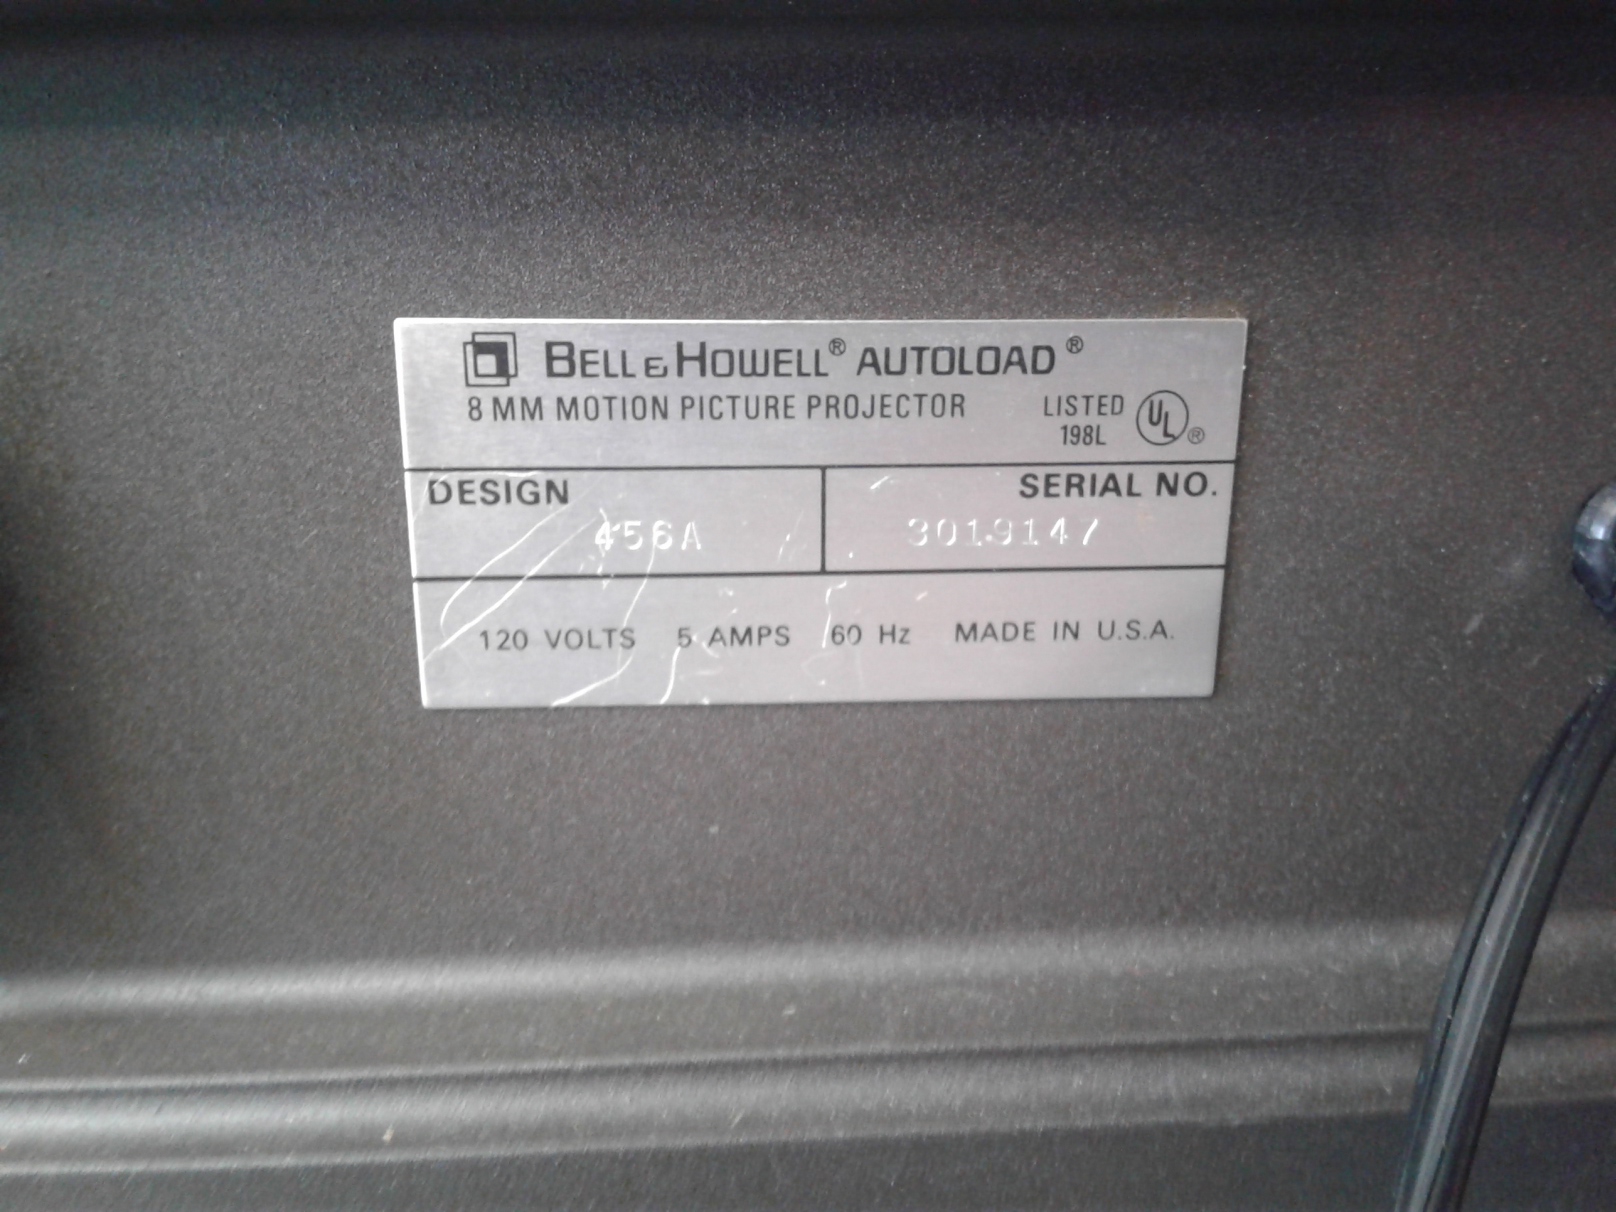 BELL & HOWELL® AUTOLOAD®
8 MM MOTION PICTURE PROJECTOR
LISTED UL®
198L
DESIGN
456A
SERIAL NO.
3019147
120 VOLTS 5 AMPS 60 Hz MADE IN U.S.A.